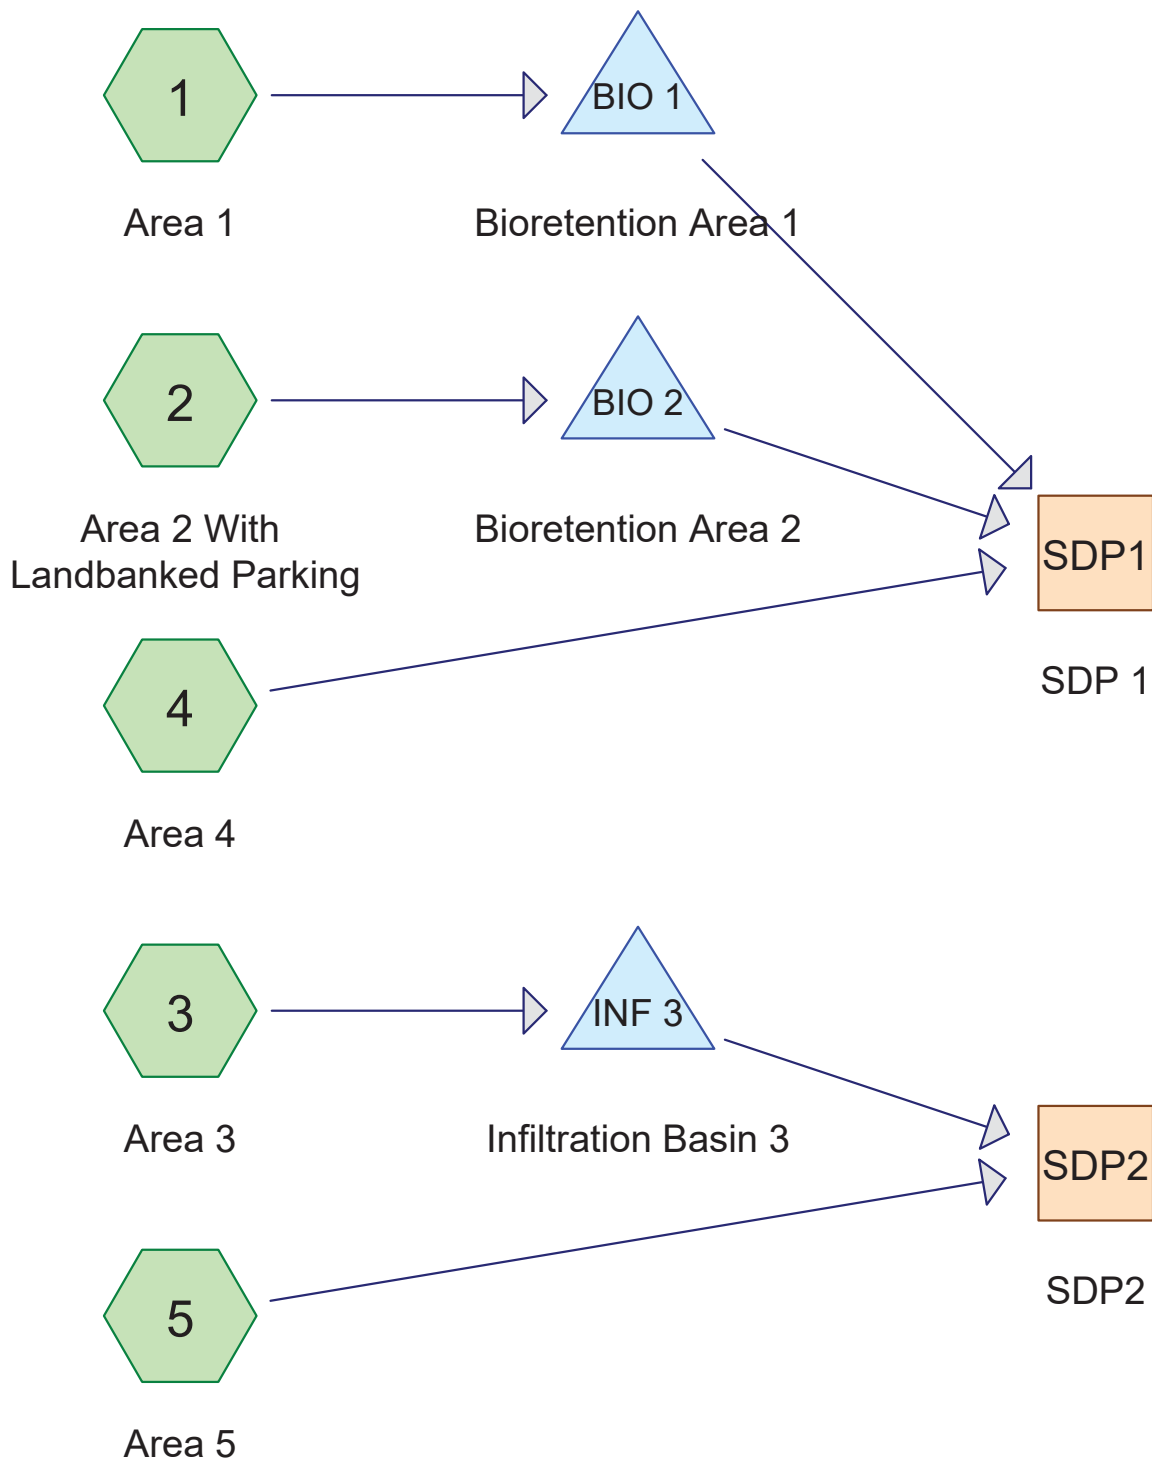 1
BIO 1
Area 1
Bioretention Area 1
2
BIO 2
Area 2 With
Landbanked Parking
Bioretention Area 2
SDP1
SDP 1
4
Area 4
3
INF 3
Area 3
Infiltration Basin 3
SDP2
SDP2
5
Area 5